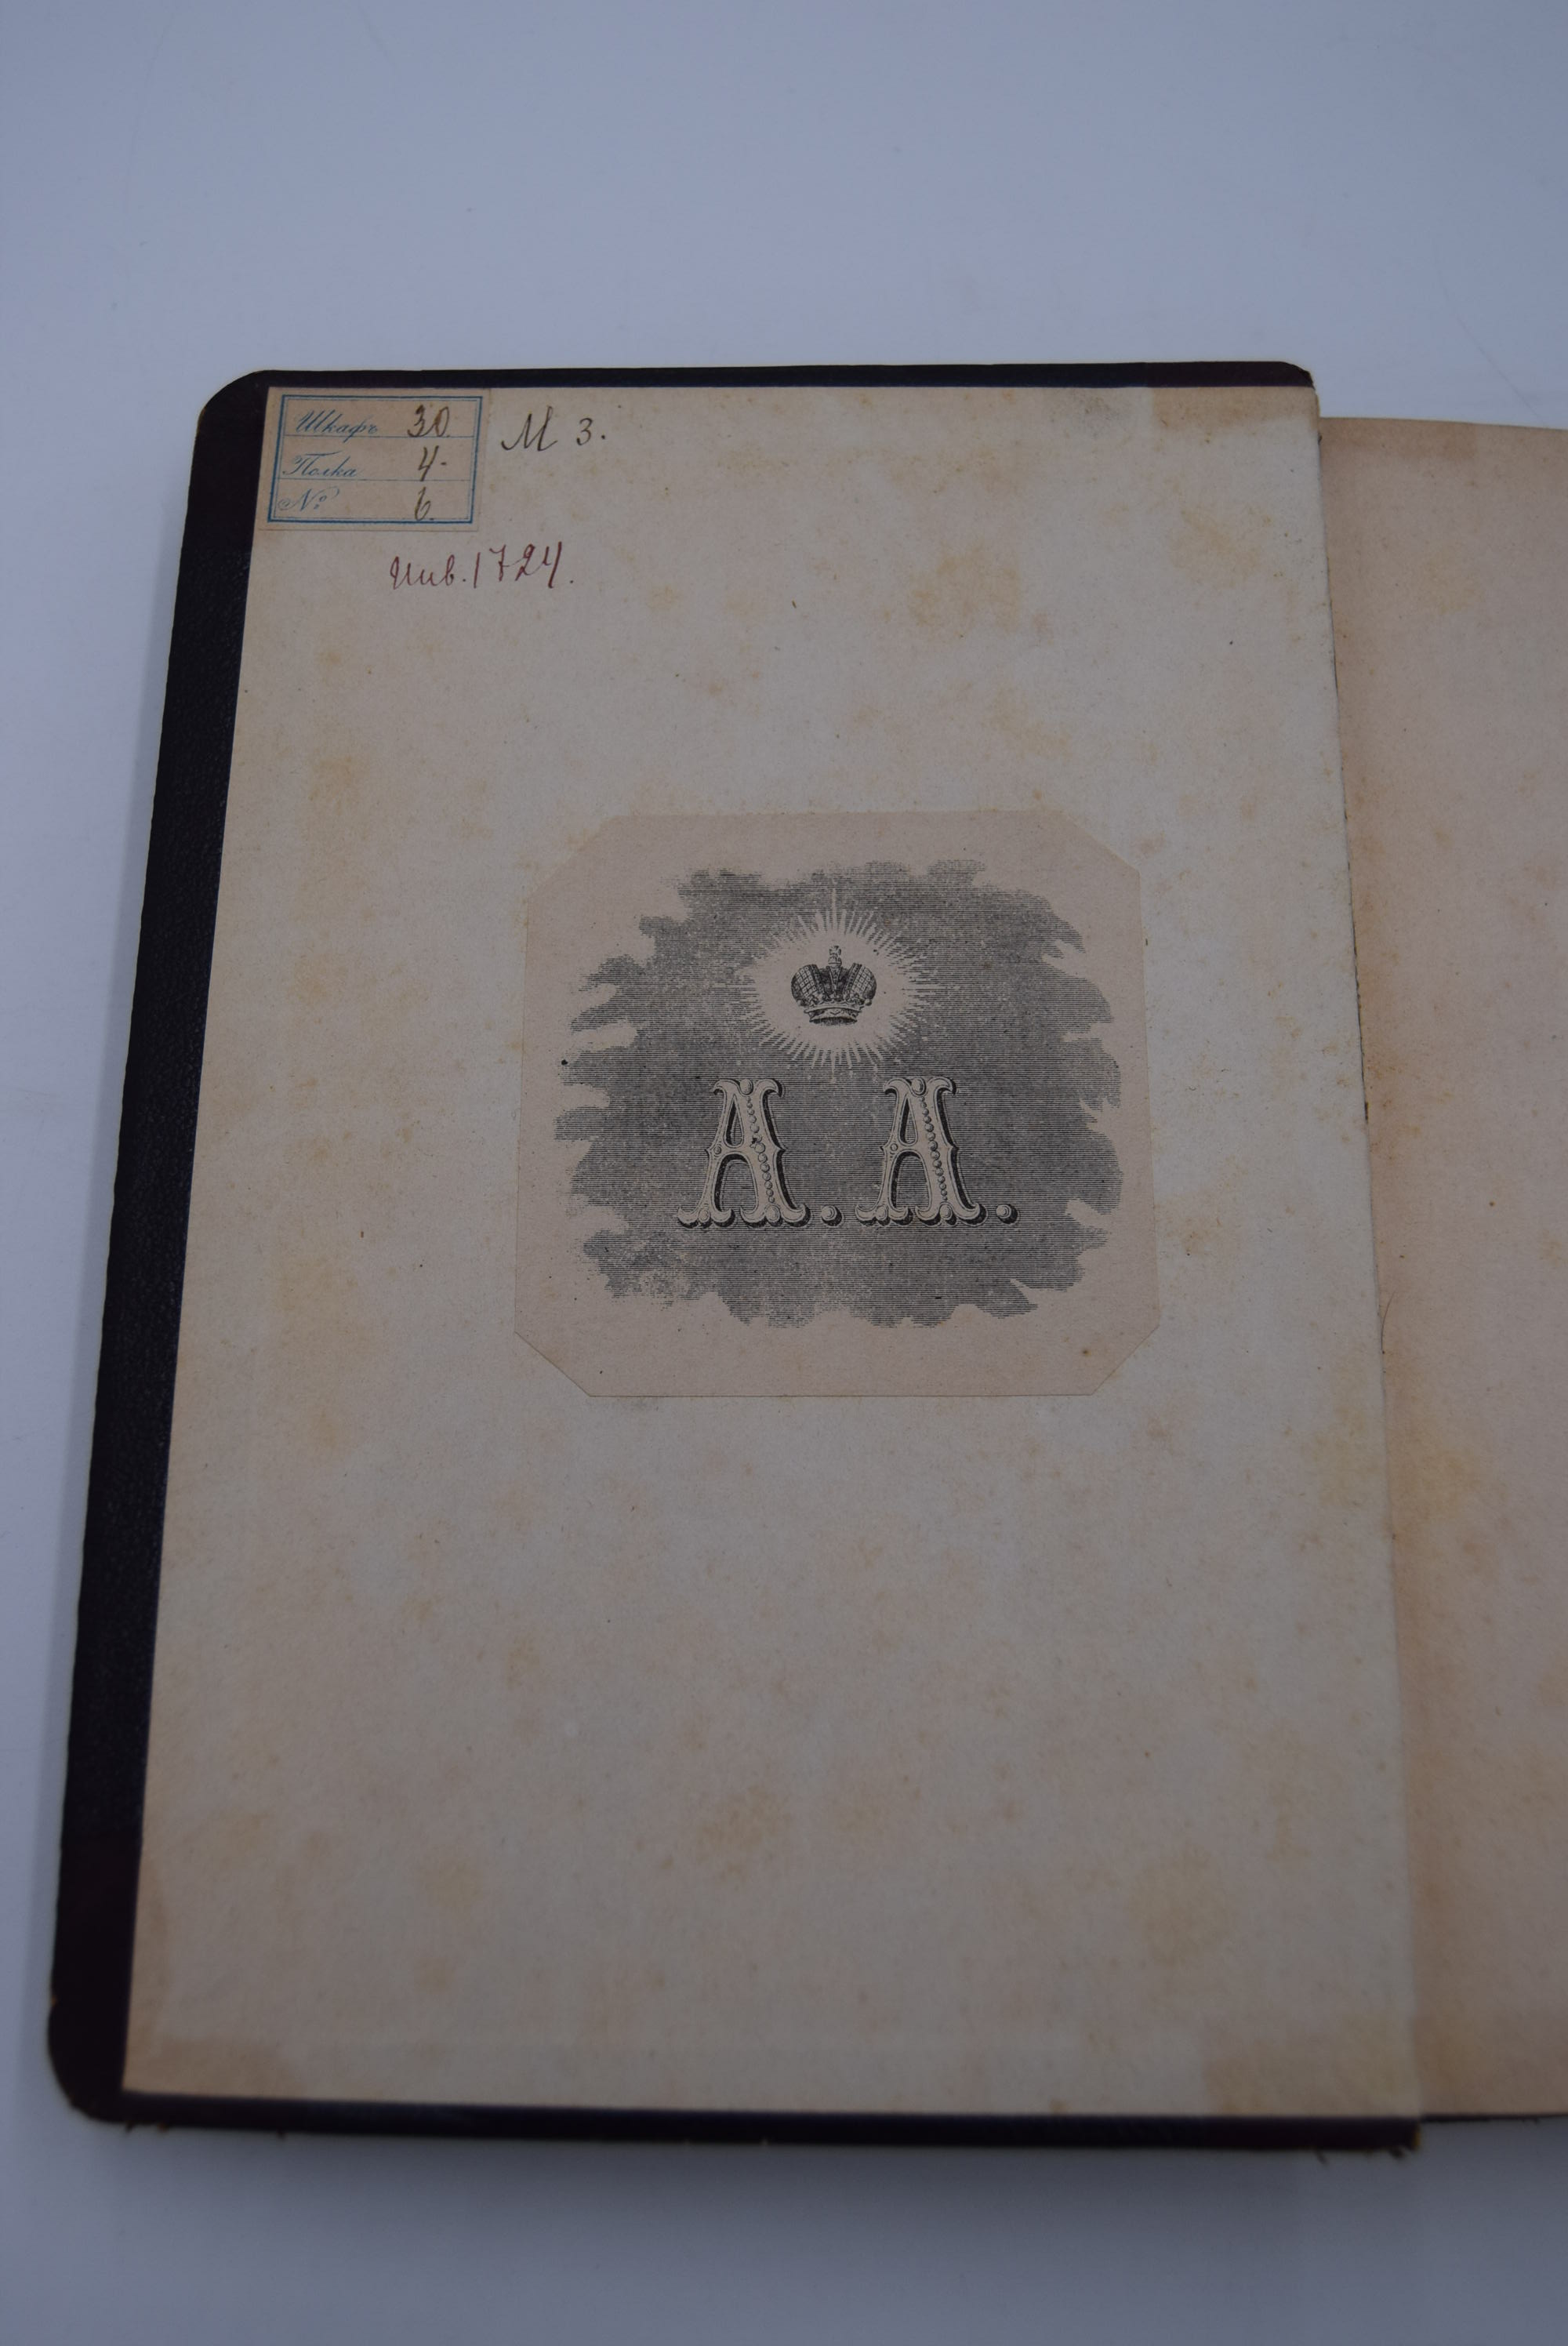 Шкафъ 30.
М 3.
Полка 4.
№ 6.
Инв. 1724.
А. А.